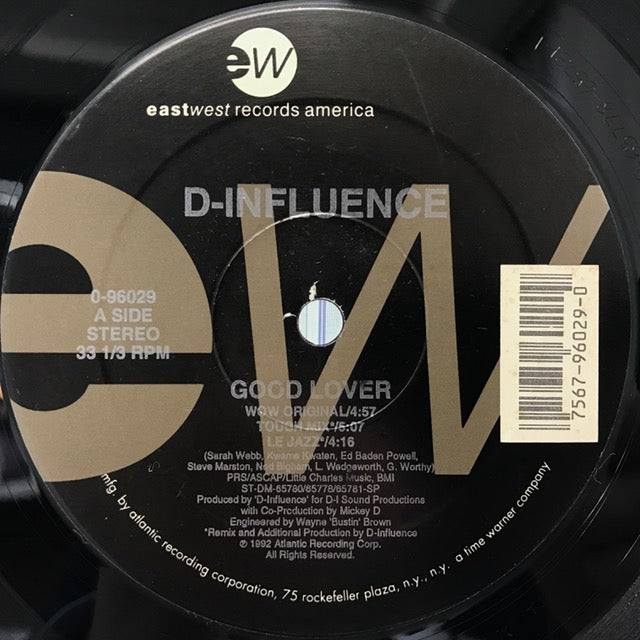 ew
eastwest records america
ew
D-INFLUENCE
0-96029
A SIDE
STEREO
33 1/3 RPM
7567-96029-0
GOOD LOVER
WOW ORIGINAL/4:57
TOUGH MIX*/5:07
LE JAZZ*/4:16
(Sarah Webb, Kwame Kwaten, Ed Baden Powell,
Steve Marston, Ned Bigham, L. Wedgeworth, G. Worthy)
PRS/ASCAP/Little Charles Music, BMI
ST-DM-65760/65778/65781-SP
Produced by 'D-Influence' for D-I Sound Productions
with Co-Production by Mickey D
Engineered by Wayne 'Bustin' Brown
*Remix and Additional Production by D-Influence
℗ 1992 Atlantic Recording Corp.
All Rights Reserved.
mfg. by atlantic recording corporation, 75 rockefeller plaza, n.y., n.y. a time warner company